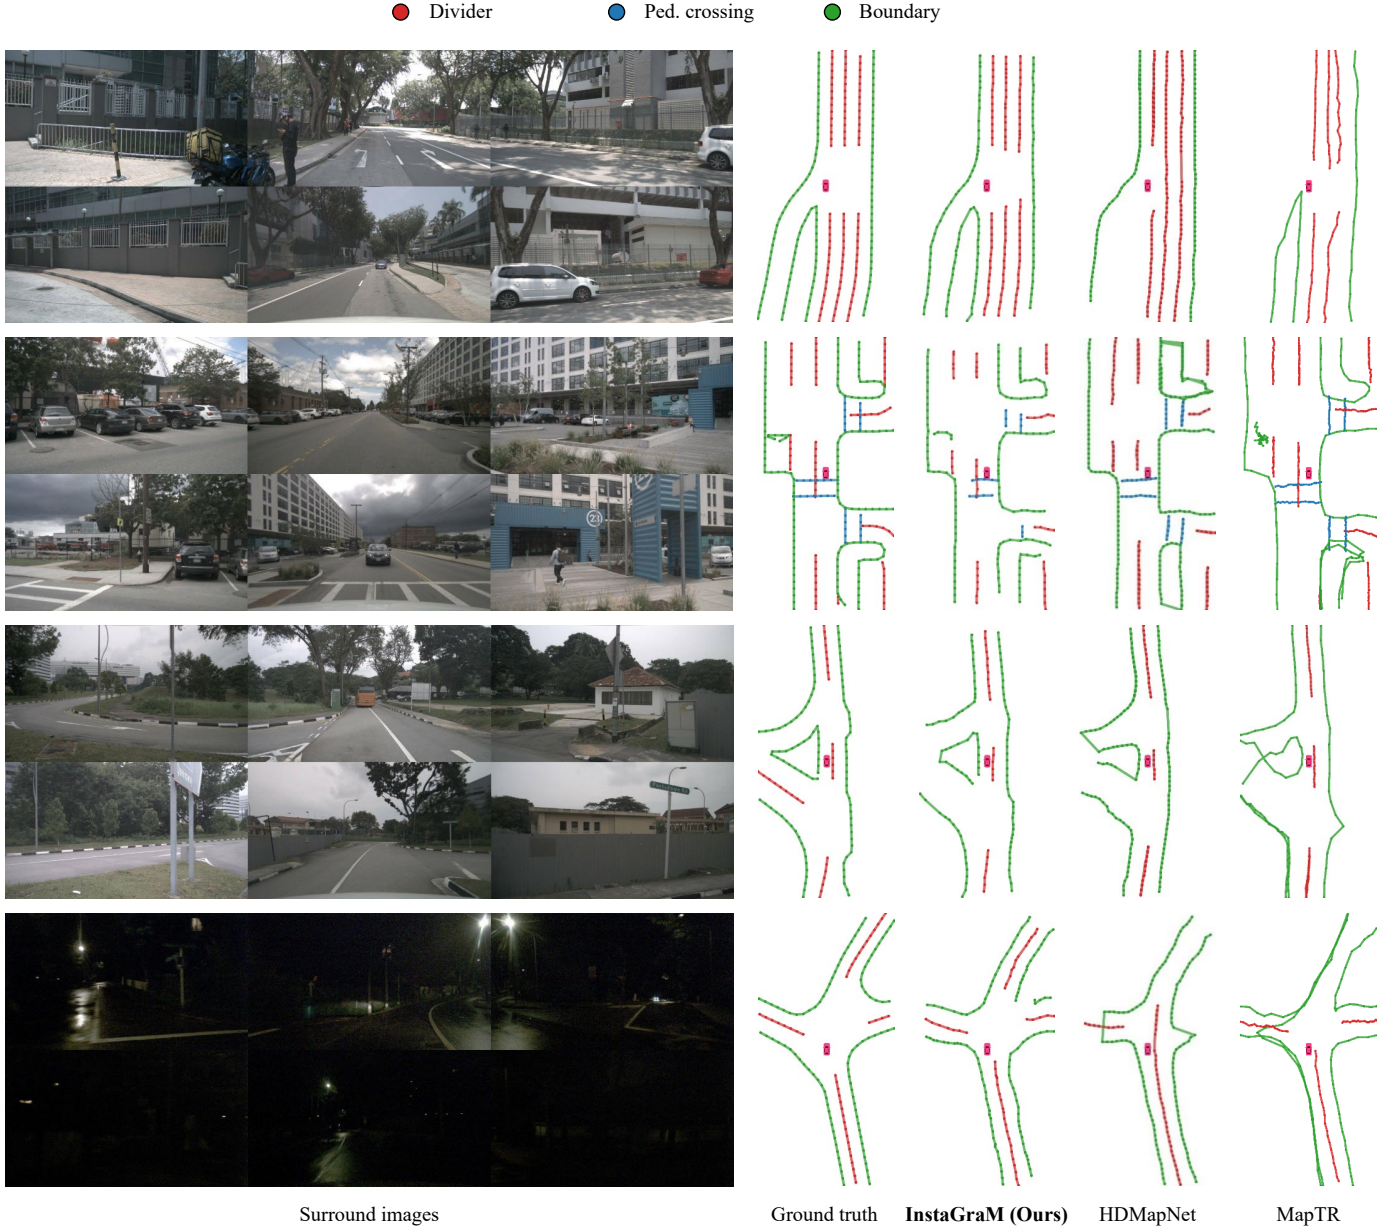 Divider
Ped. crossing
Boundary
Surround images
Ground truth
InstaGraM (Ours)
HDMapNet
MapTR